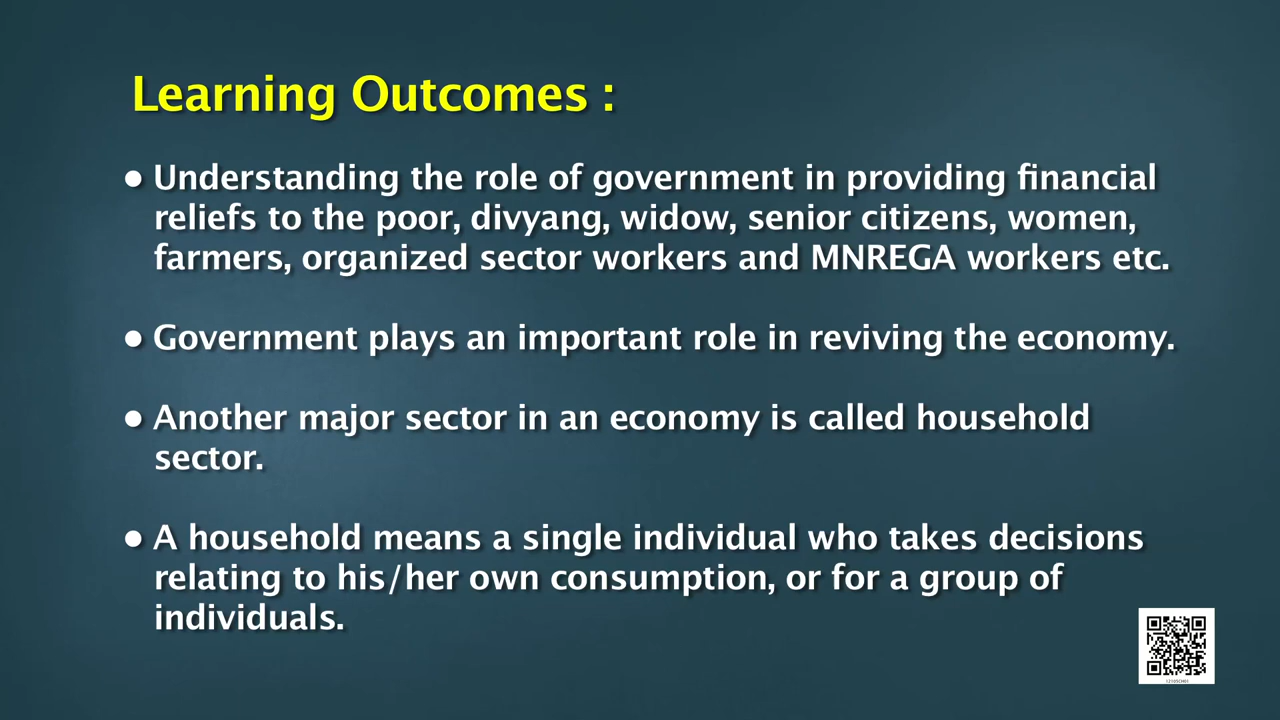 Learning Outcomes :
● Understanding the role of government in providing financial
reliefs to the poor, divyang, widow, senior citizens, women,
farmers, organized sector workers and MNREGA workers etc.
● Government plays an important role in reviving the economy.
● Another major sector in an economy is called household
sector.
● A household means a single individual who takes decisions
relating to his/her own consumption, or for a group of
individuals.